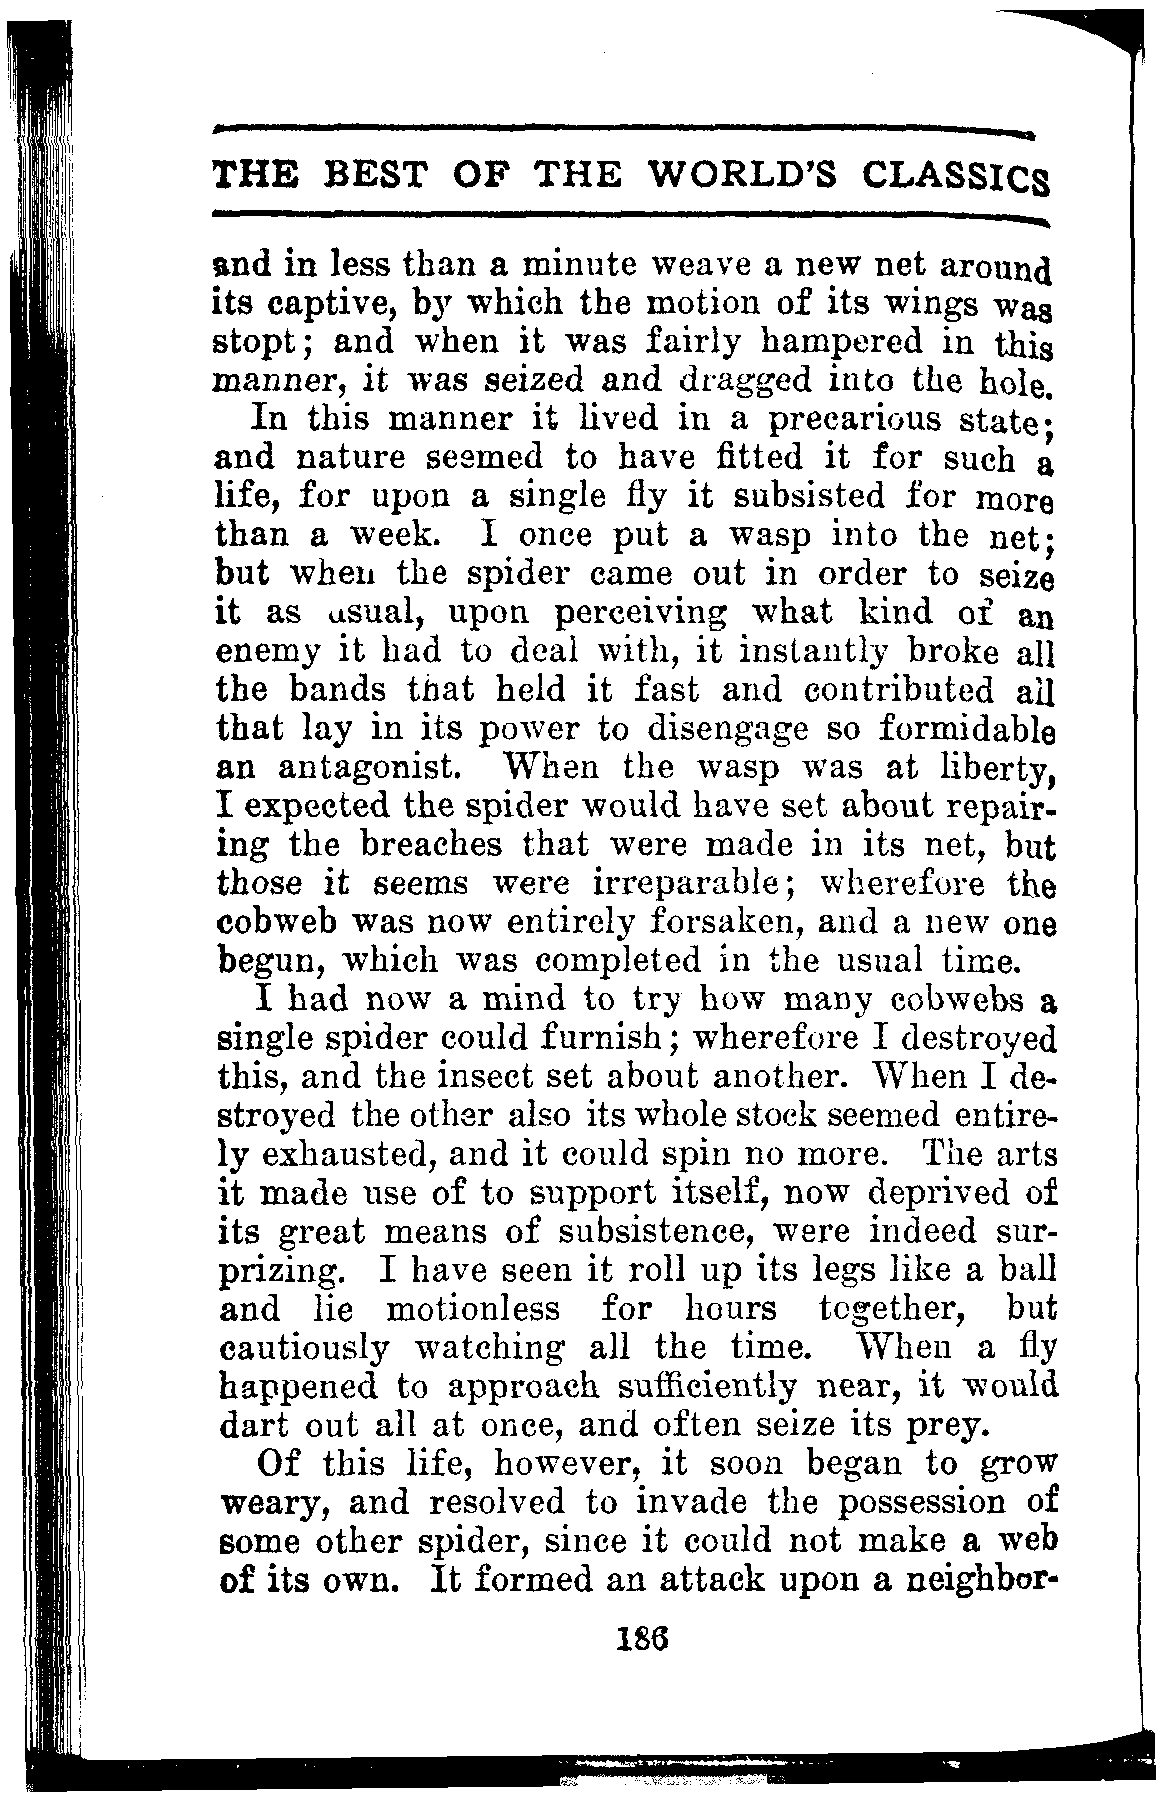 THE BEST OF THE WORLD'S CLASSICS
and in less than a minute weave a new net around
its captive, by which the motion of its wings was
stopt; and when it was fairly hampered in this
manner, it was seized and dragged into the hole.
In this manner it lived in a precarious state;
and nature seemed to have fitted it for such a
life, for upon a single fly it subsisted for more
than a week. I once put a wasp into the net;
but when the spider came out in order to seize
it as usual, upon perceiving what kind of an
enemy it had to deal with, it instantly broke all
the bands that held it fast and contributed all
that lay in its power to disengage so formidable
an antagonist. When the wasp was at liberty,
I expected the spider would have set about repair-
ing the breaches that were made in its net, but
those it seems were irreparable; wherefore the
cobweb was now entirely forsaken, and a new one
begun, which was completed in the usual time.
I had now a mind to try how many cobwebs a
single spider could furnish; wherefore I destroyed
this, and the insect set about another. When I de-
stroyed the other also its whole stock seemed entire-
ly exhausted, and it could spin no more. The arts
it made use of to support itself, now deprived of
its great means of subsistence, were indeed sur-
prizing. I have seen it roll up its legs like a ball
and lie motionless for hours together, but
cautiously watching all the time. When a fly
happened to approach sufficiently near, it would
dart out all at once, and often seize its prey.
Of this life, however, it soon began to grow
weary, and resolved to invade the possession of
some other spider, since it could not make a web
of its own. It formed an attack upon a neighbor-
186